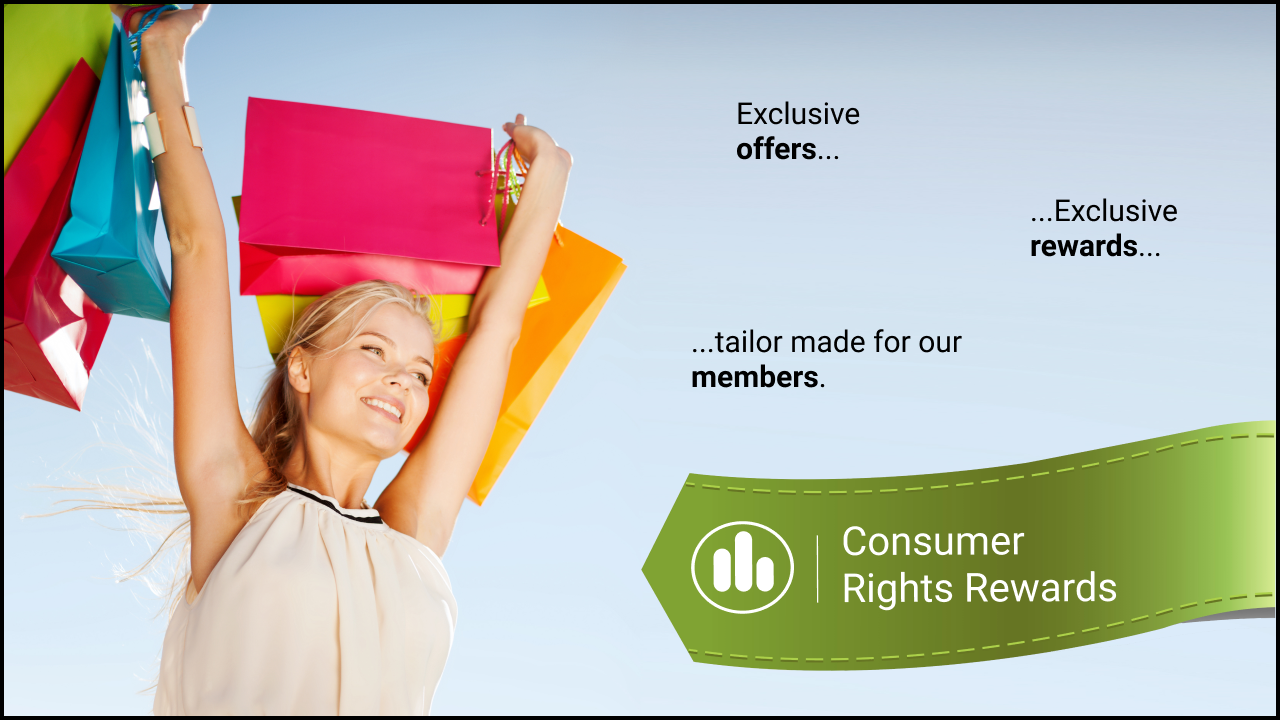 Exclusive
offers...
...Exclusive
rewards...
...tailor made for our
members.
Consumer
Rights Rewards